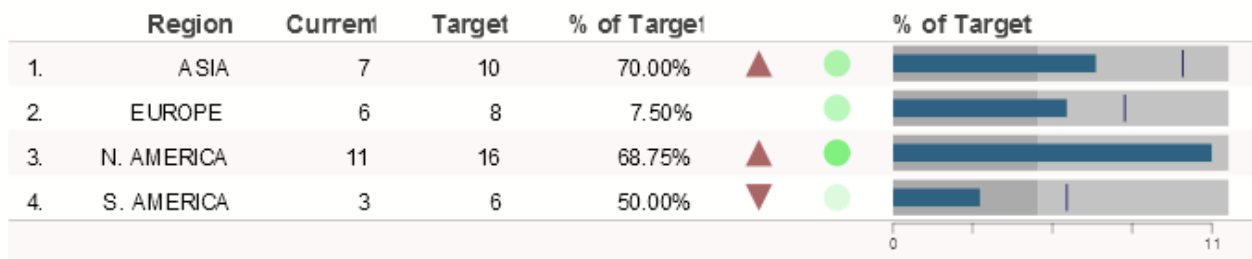 Region Current Target % of Target % of Target
1. ASIA 7 10 70.00%
2. EUROPE 6 8 7.50%
3. N. AMERICA 11 16 68.75%
4. S. AMERICA 3 6 50.00%
0 11